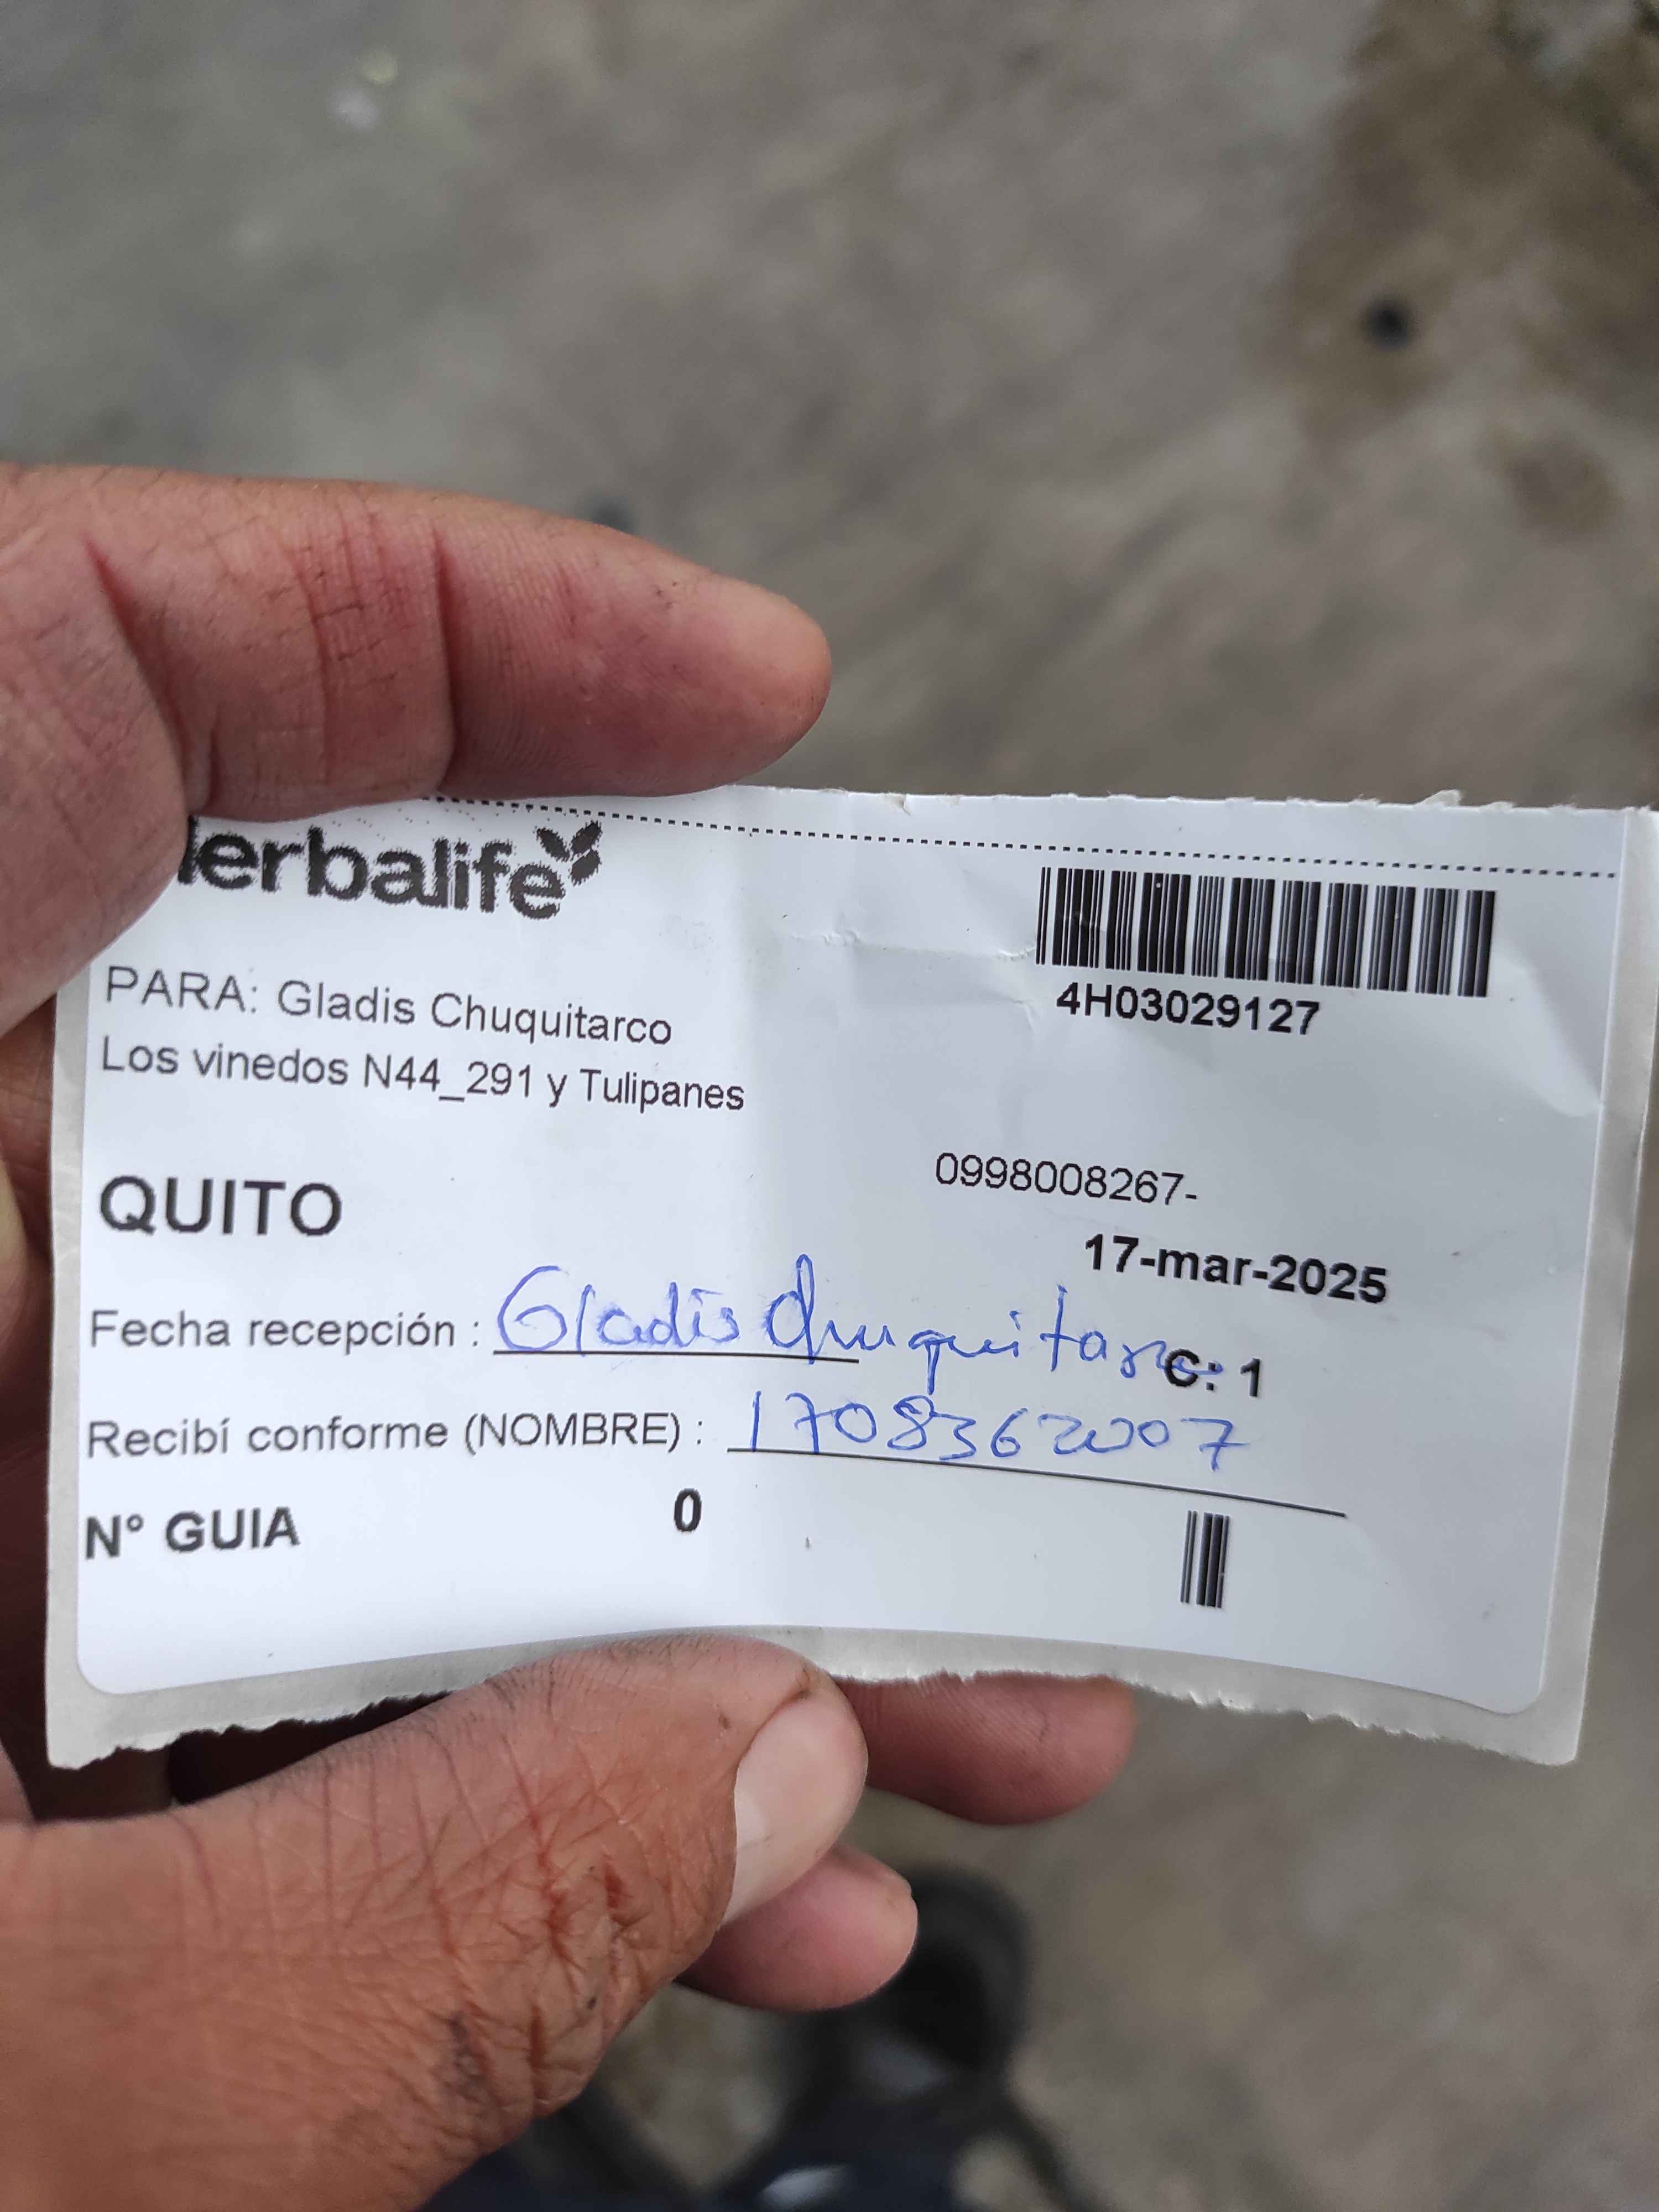 Herbalife
4H03029127
PARA: Gladis Chuquitarco
Los vinedos N44_291 y Tulipanes
0998008267-
QUITO
17-mar-2025
Fecha recepción : Gladis Chuquitarco
C: 1
Recibí conforme (NOMBRE) : 1708362007
N° GUIA 0